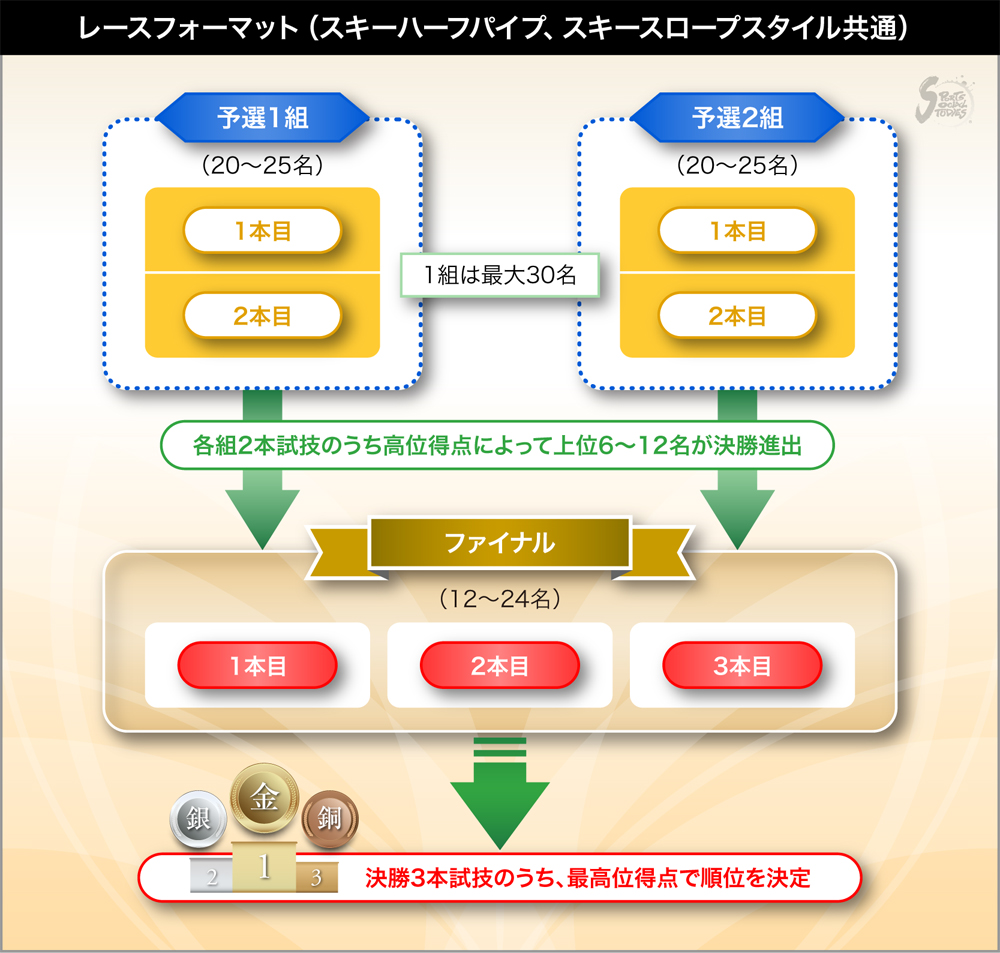 レースフォーマット（スキーハーフパイプ、スキースロープスタイル共通）
SPORTS
SOCIAL
STUDIES
予選1組
（20〜25名）
1本目
2本目
予選2組
（20〜25名）
1本目
2本目
1組は最大30名
各組2本試技のうち高位得点によって上位6〜12名が決勝進出
ファイナル
（12〜24名）
1本目
2本目
3本目
銀
金
銅
2
1
3
決勝3本試技のうち、最高位得点で順位を決定